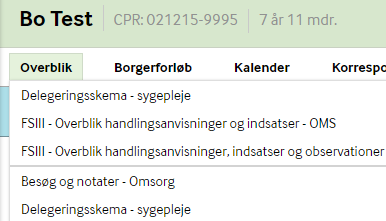 Bo Test CPR: 021215-9995 7 år 11 mdr.
Overblik Borgerforløb Kalender Korrespo
Delegeringsskema - sygepleje
FSIII - Overblik handlingsanvisninger og indsatser - OMS
FSIII - Overblik handlingsanvisninger, indsatser og observationer
Besøg og notater - Omsorg
Delegeringsskema - sygepleje